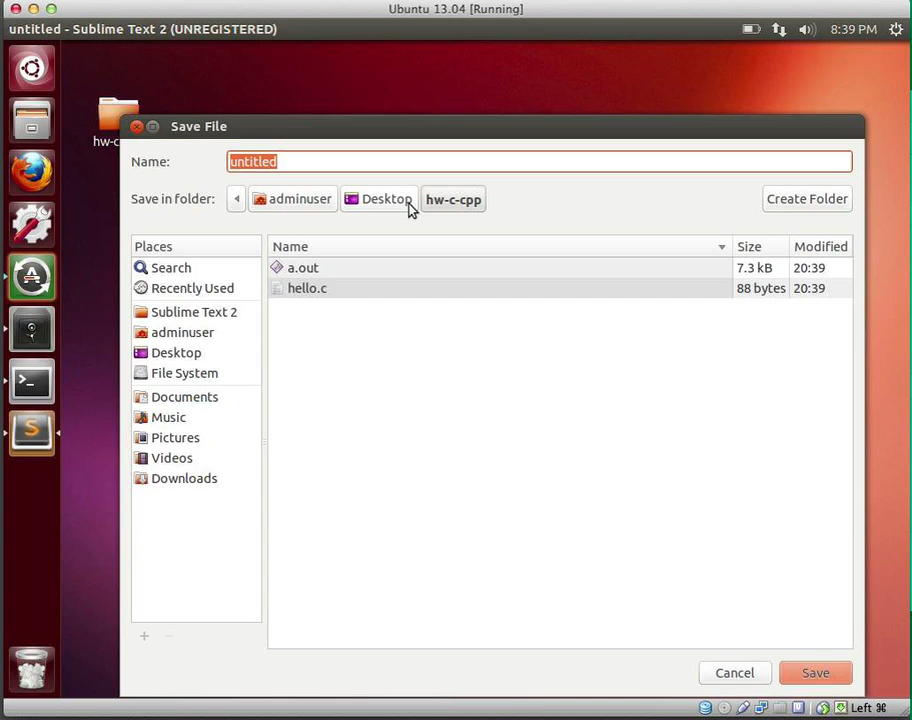 Ubuntu 13.04 [Running]
untitled - Sublime Text 2 (UNREGISTERED)
8:39 PM
Save File
Name:
untitled
Save in folder:
adminuser
Desktop
hw-c-cpp
Create Folder
Places
Name
Size
Modified
Search
a.out
7.3 kB
20:39
Recently Used
hello.c
88 bytes
20:39
Sublime Text 2
adminuser
Desktop
File System
Documents
Music
Pictures
Videos
Downloads
Cancel
Save
Left ⌘